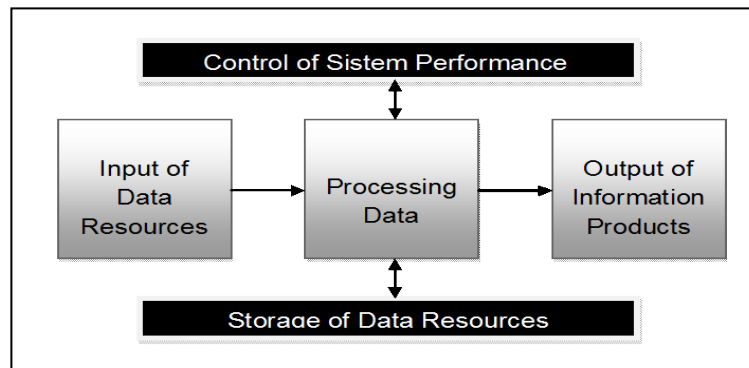 Control of Sistem Performance
Input of
Data
Resources
Processing
Data
Output of
Information
Products
Storage of Data Resources